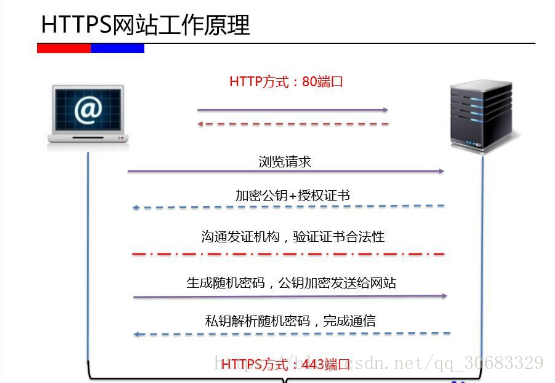 HTTPS网站工作原理
HTTP方式：80端口
@
浏览请求
加密公钥+授权证书
沟通发证机构，验证证书合法性
生成随机密码，公钥加密发送给网站
私钥解析随机密码，完成通信
HTTPS方式：443端口
csdn.net/qq_30683329